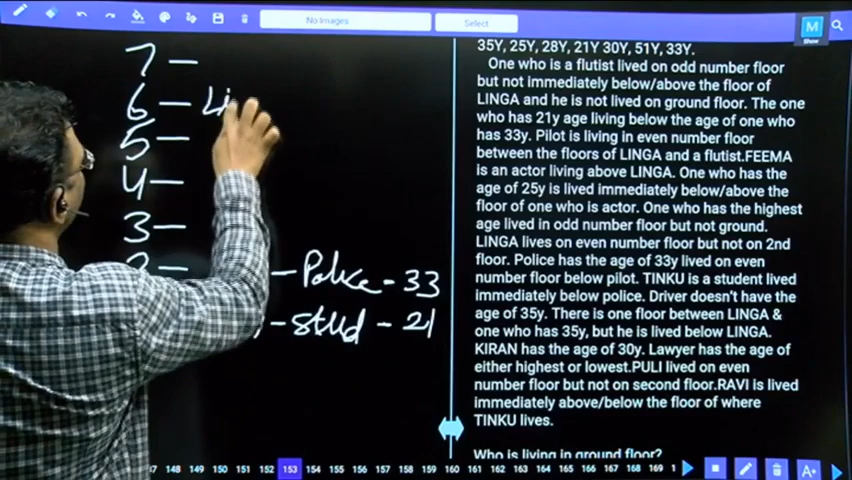 No Images
Select
M
Show
7 —
6 — Li
5 —
4 —
3 —
— Police - 33
- stud - 21
35Y, 25Y, 28Y, 21Y 30Y, 51Y, 33Y.
One who is a flutist lived on odd number floor
but not immediately below/above the floor of
LINGA and he is not lived on ground floor. The one
who has 21y age living below the age of one who
has 33y. Pilot is living in even number floor
between the floors of LINGA and a flutist.FEEMA
is an actor living above LINGA. One who has the
age of 25y is lived immediately below/above the
floor of one who is actor. One who has the highest
age lived in odd number floor but not ground.
LINGA lives on even number floor but not on 2nd
floor. Police has the age of 33y lived on even
number floor below pilot. TINKU is a student lived
immediately below police. Driver doesn't have the
age of 35y. There is one floor between LINGA &
one who has 35y, but he is lived below LINGA.
KIRAN has the age of 30y. Lawyer has the age of
either highest or lowest.PULI lived on even
number floor but not on second floor.RAVI is lived
immediately above/below the floor of where
TINKU lives.
Who is living in ground floor?
148 149 150 151 152 153 154 155 156 157 158 159 160 161 162 163 164 165 166 167 168 169 1
A+